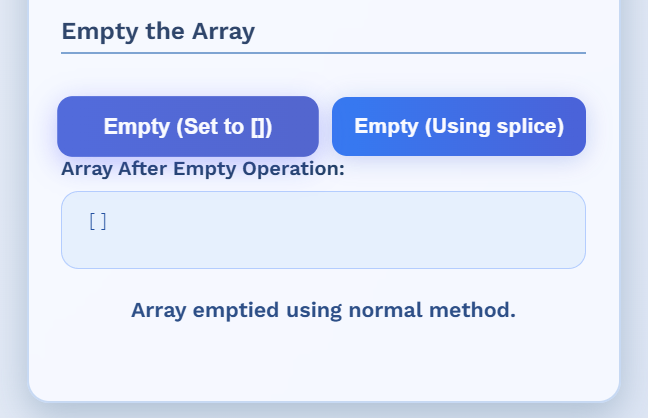 Empty the Array
Empty (Set to []) Empty (Using splice)
Array After Empty Operation:
[]
Array emptied using normal method.